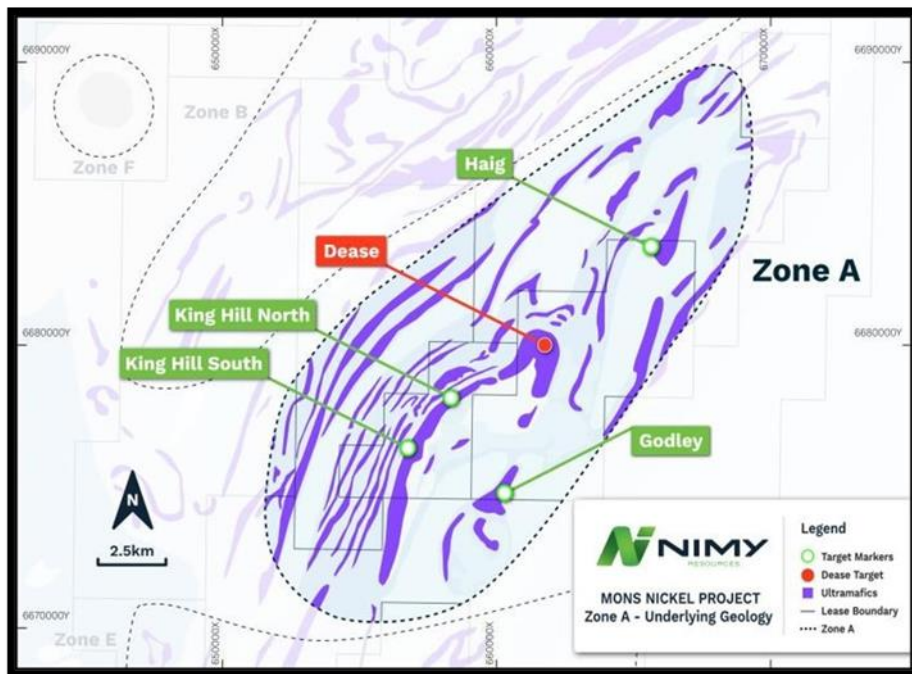 650000X
660000X
670000X
6690000Y
6690000Y
Zone B
Zone F
Haig
Dease
Zone A
King Hill North
6680000Y
6680000Y
King Hill South
Godley
N
2.5km
NIMY
RESOURCES
MONS NICKEL PROJECT
Zone A - Underlying Geology
Legend
Target Markers
Dease Target
Ultramafics
Lease Boundary
Zone A
6670000Y
Zone E
650000X
660000X